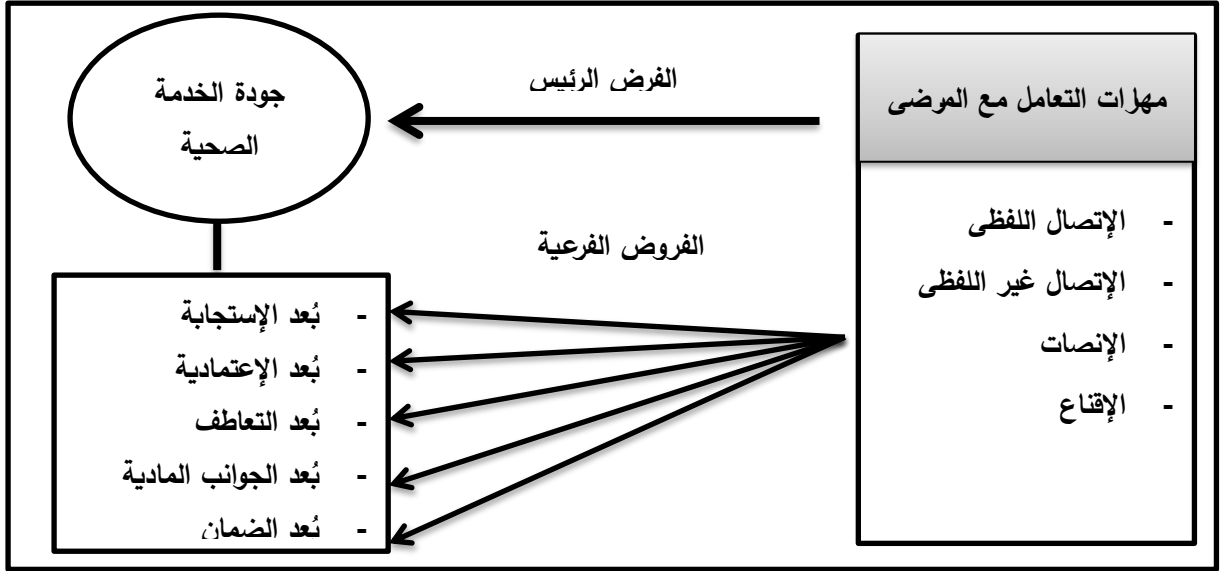 مهارات التعامل مع المرضى
- الإتصال اللفظى
- الإتصال غير اللفظى
- الإنصات
- الإقناع
الفرض الرئيس
الفروض الفرعية
جودة الخدمة
الصحية
- بُعد الإستجابة
- بُعد الإعتمادية
- بُعد التعاطف
- بُعد الجوانب المادية
- بُعد الضمان